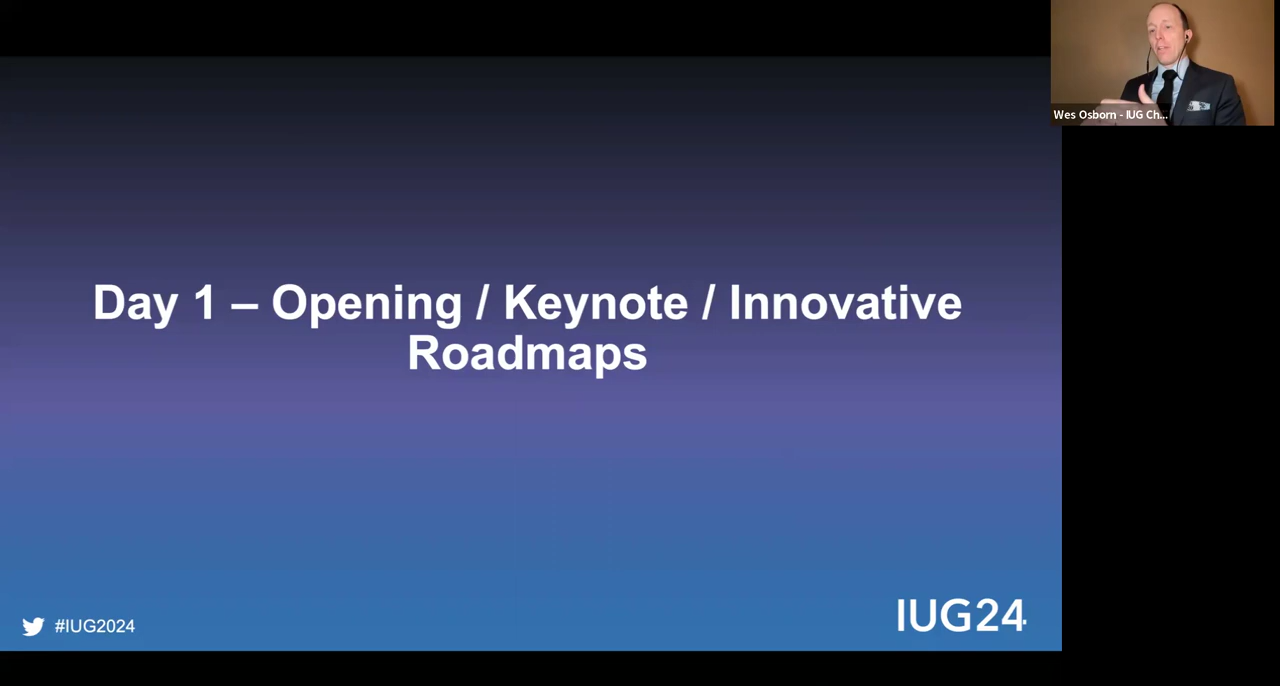 Wes Osborn - IUG Ch...
Day 1 – Opening / Keynote / Innovative
Roadmaps
#IUG2024
IUG24